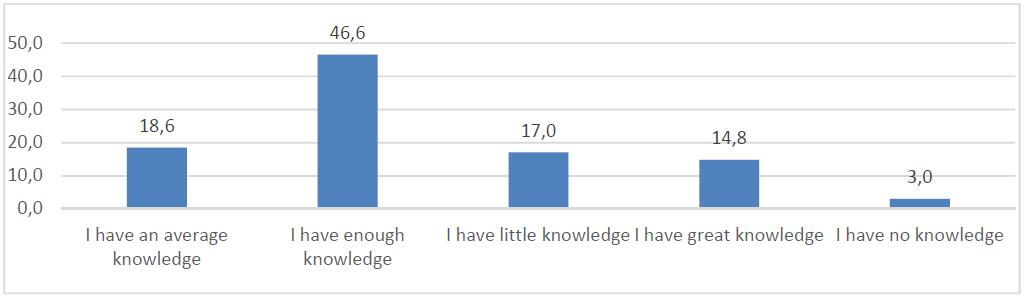 46,6
50,0
40,0
30,0
18,6
17,0
14,8
20,0
10,0
3,0
0,0
I have an average knowledge
I have enough knowledge
I have little knowledge
I have great knowledge
I have no knowledge